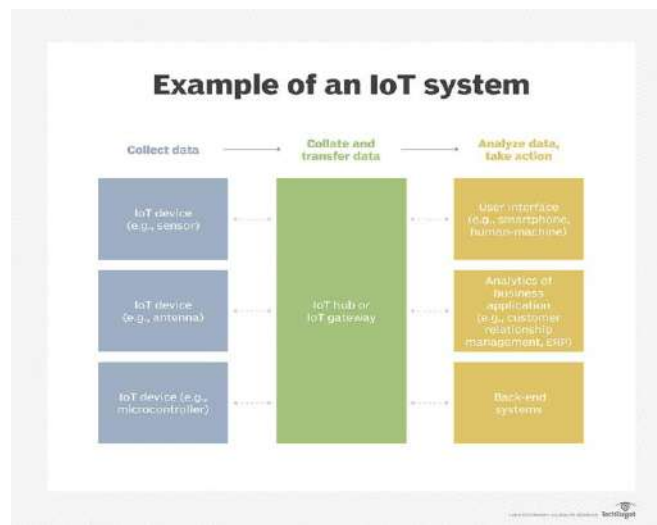 Example of an IoT system
Collect data
Collate and
transfer data
Analyze data,
take action
IoT device
(e.g., sensor)
IoT device
(e.g., antenna)
IoT device (e.g.,
microcontroller)
IoT hub or
IoT gateway
User interface
(e.g., smartphone,
human-machine)
Analytics of
business
application
(e.g., customer
relationship
management, ERP)
Back-end
systems
TechTarget